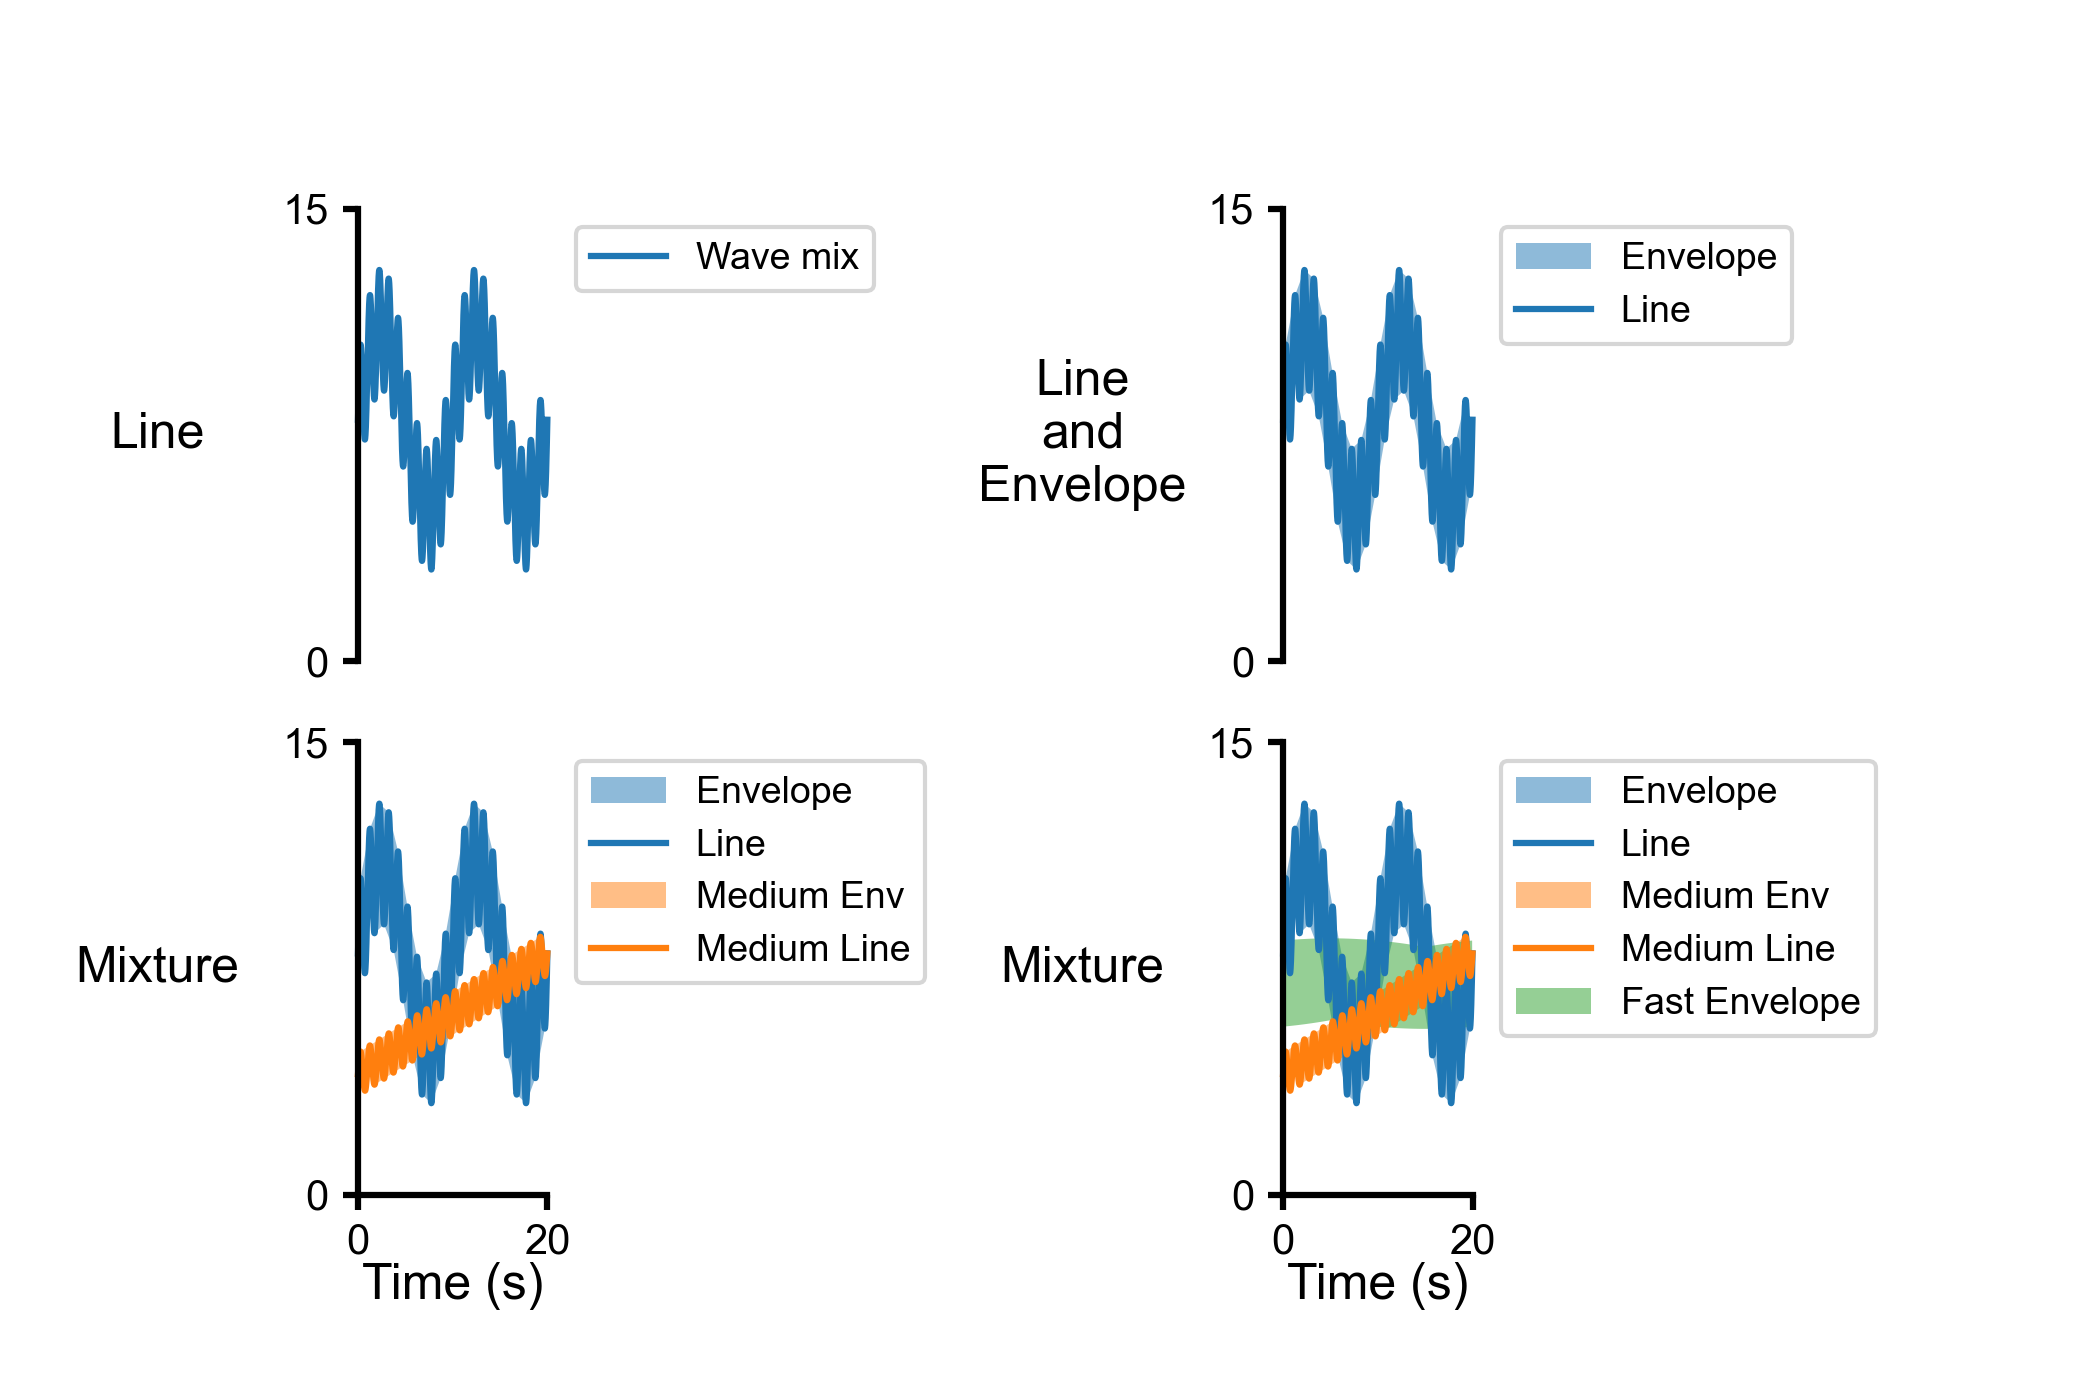 15
Wave mix
Line
0
15
Envelope
Line
Line
and
Envelope
0
15
Envelope
Line
Medium Env
Medium Line
Mixture
0
0 20
Time (s)
15
Envelope
Line
Medium Env
Medium Line
Fast Envelope
Mixture
0
0 20
Time (s)